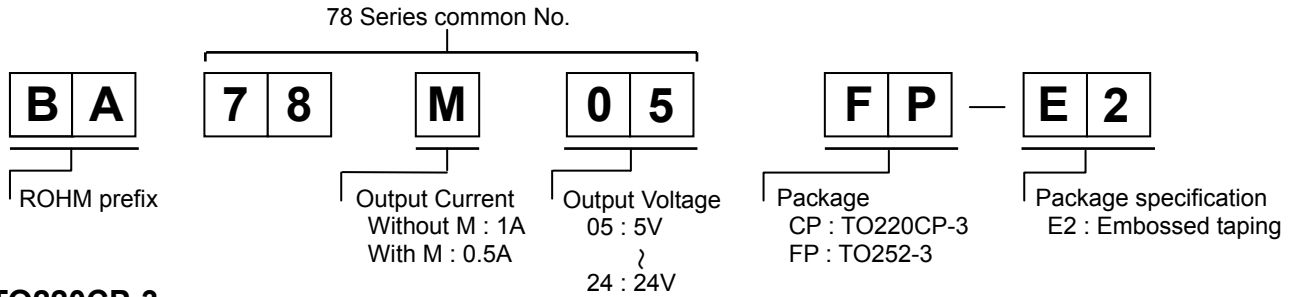 78 Series common No.
B A 7 8 M 0 5 F P — E 2
ROHM prefix
Output Current
Without M : 1A
With M : 0.5A
Output Voltage
05 : 5V
~
24 : 24V
Package
CP : TO220CP-3
FP : TO252-3
Package specification
E2 : Embossed taping